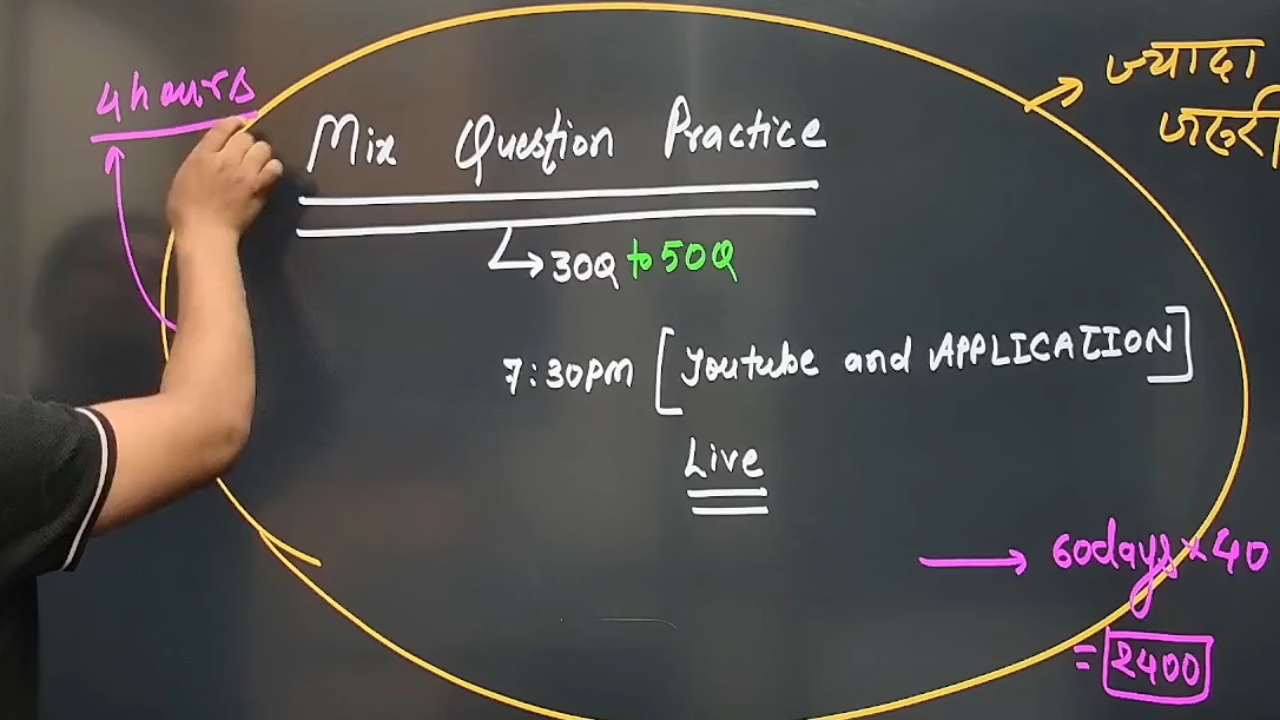 4 hours
ज्यादा
जरुरी
Mix Question Practice
30Q to 50Q
7:30PM [Youtube and APPLICATION]
Live
60days × 40
= 2400